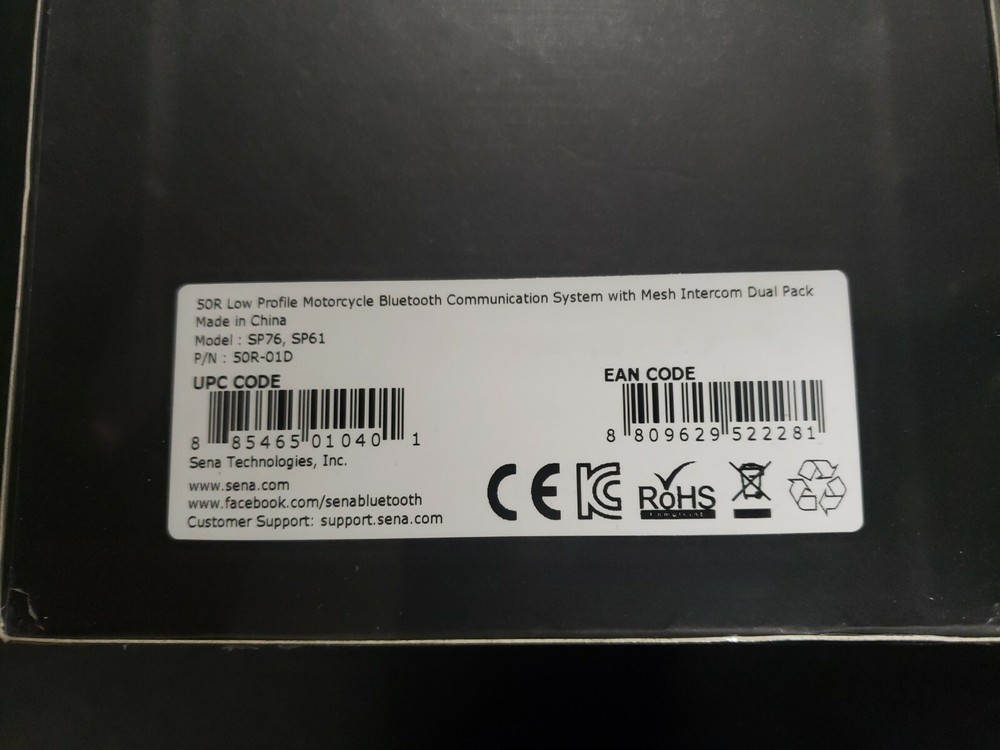 50R Low Profile Motorcycle Bluetooth Communication System with Mesh Intercom Dual Pack
Made in China
Model : SP76, SP61
P/N : 50R-01D
UPC CODE
8 85465 01040 1
EAN CODE
8 809629 522281
Sena Technologies, Inc.
www.sena.com
www.facebook.com/senabluetooth
Customer Support: support.sena.com
CE
KC
RoHS
Compliant